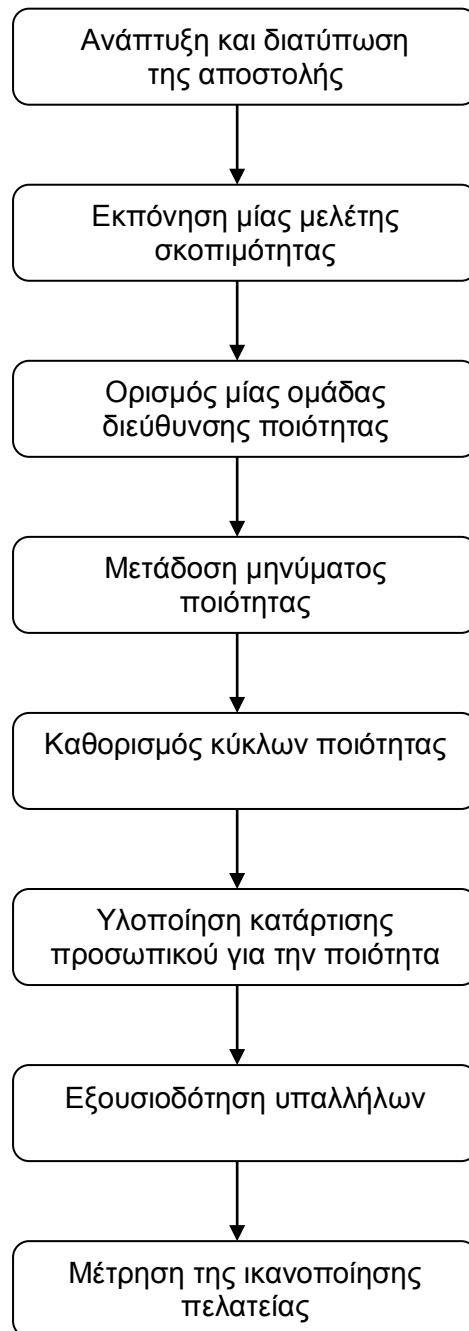 Ανάπτυξη και διατύπωση
της αποστολής
Εκπόνηση μίας μελέτης
σκοπιμότητας
Ορισμός μίας ομάδας
διεύθυνσης ποιότητας
Μετάδοση μηνύματος
ποιότητας
Καθορισμός κύκλων ποιότητας
Υλοποίηση κατάρτισης
προσωπικού για την ποιότητα
Εξουσιοδότηση υπαλλήλων
Μέτρηση της ικανοποίησης
πελατείας